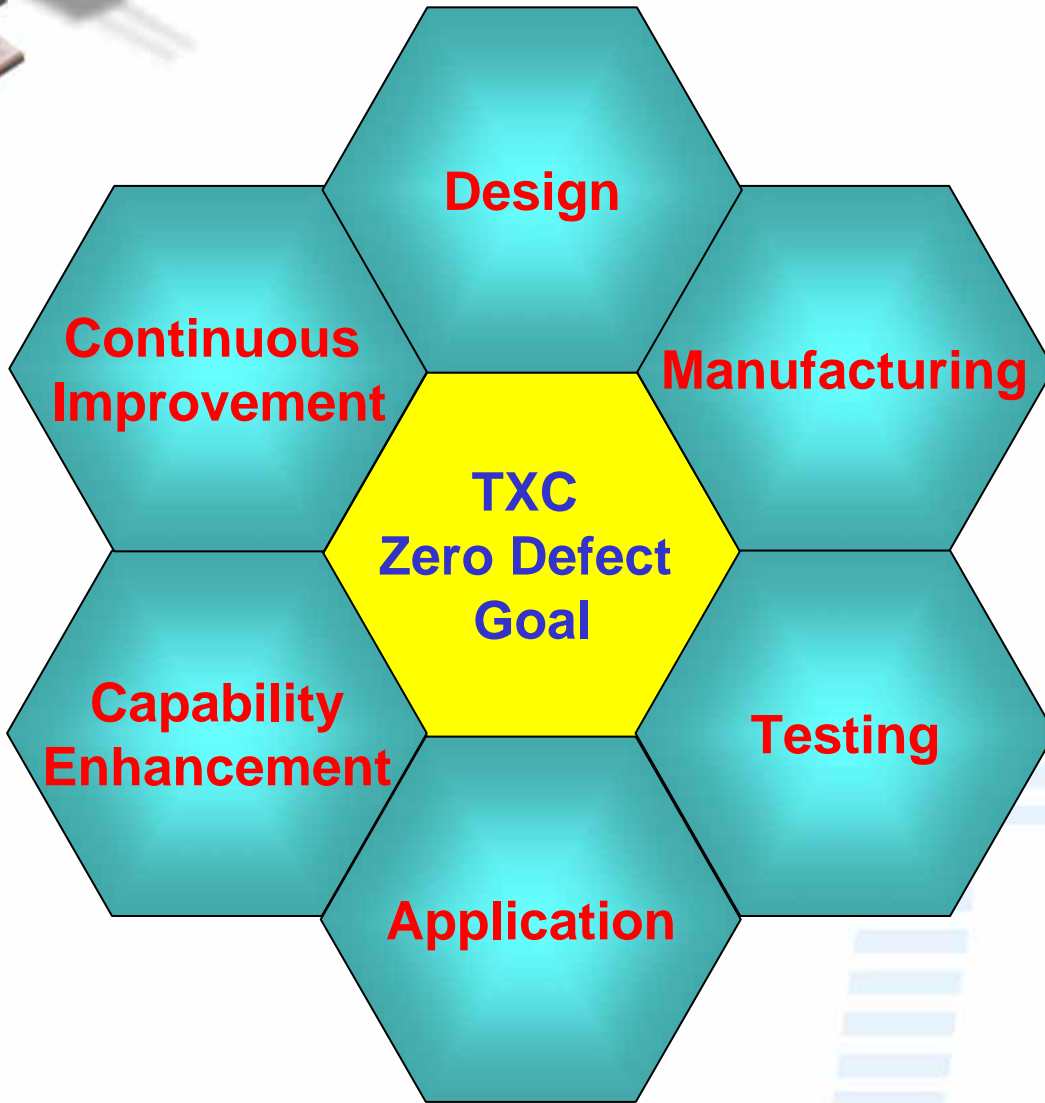 Design
Continuous
Improvement
Manufacturing
TXC
Zero Defect
Goal
Capability
Enhancement
Testing
Application